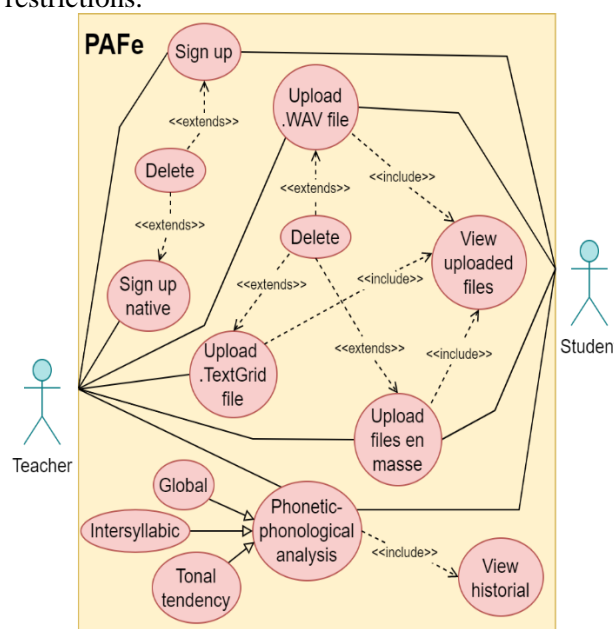 restrictions.
PAFe
Sign up
<<extends>>
Delete
<<extends>>
Sign up
native
Upload
.WAV file
<<include>>
<<extends>>
Delete
<<extends>>
<<include>>
View
uploaded
files
Upload
.TextGrid
file
<<extends>>
<<include>>
Upload
files en
masse
Teacher
Studen
Global
Intersyllabic
Tonal
tendency
Phonetic-
phonological
analysis
<<include>>
View
historial